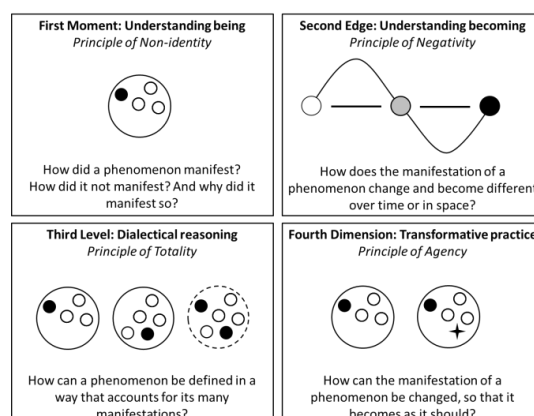 First Moment: Understanding being
Principle of Non-identity
How did a phenomenon manifest?
How did it not manifest? And why did it
manifest so?
Second Edge: Understanding becoming
Principle of Negativity
How does the manifestation of a
phenomenon change and become different
over time or in space?
Third Level: Dialectical reasoning
Principle of Totality
How can a phenomenon be defined in a
way that accounts for its many
manifestations?
Fourth Dimension: Transformative practice
Principle of Agency
How can the manifestation of a
phenomenon be changed, so that it
becomes as it should?